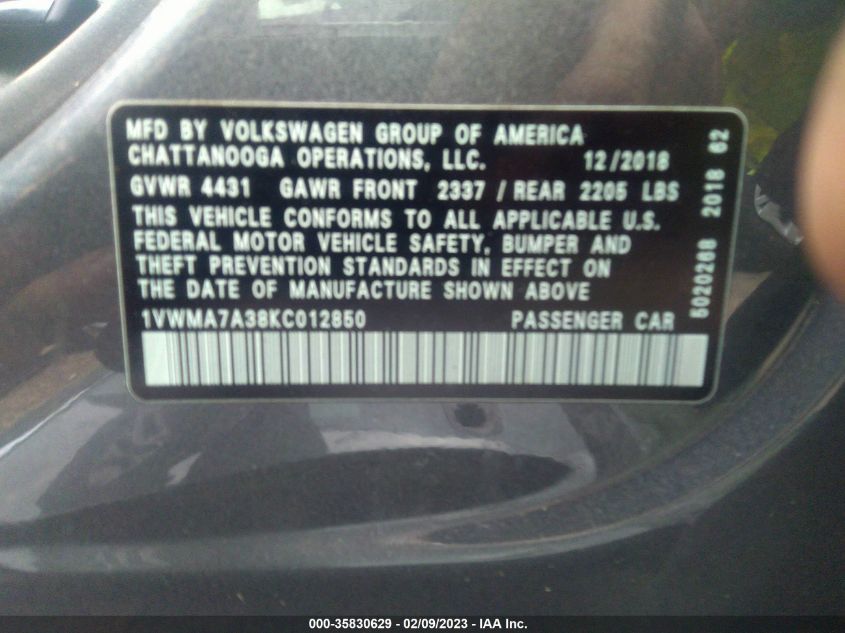 MFD BY VOLKSWAGEN GROUP OF AMERICA
CHATTANOOGA OPERATIONS, LLC. 12/2018
GVWR 4431 GAWR FRONT 2337 / REAR 2205 LBS
THIS VEHICLE CONFORMS TO ALL APPLICABLE U.S.
FEDERAL MOTOR VEHICLE SAFETY, BUMPER AND
THEFT PREVENTION STANDARDS IN EFFECT ON
THE DATE OF MANUFACTURE SHOWN ABOVE
1VWMA7A38KC012850 PASSENGER CAR
5020268 2018 62
000-35830629 - 02/09/2023 - IAA Inc.